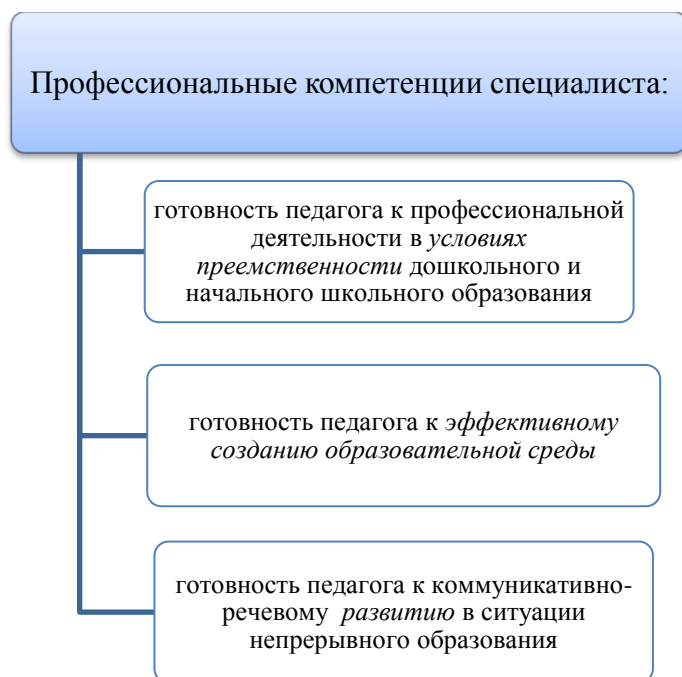 Профессиональные компетенции специалиста:
готовность педагога к профессиональной
деятельности в условиях
преемственности дошкольного и
начального школьного образования
готовность педагога к эффективному
созданию образовательной среды
готовность педагога к коммуникативно-
речевому развитию в ситуации
непрерывного образования